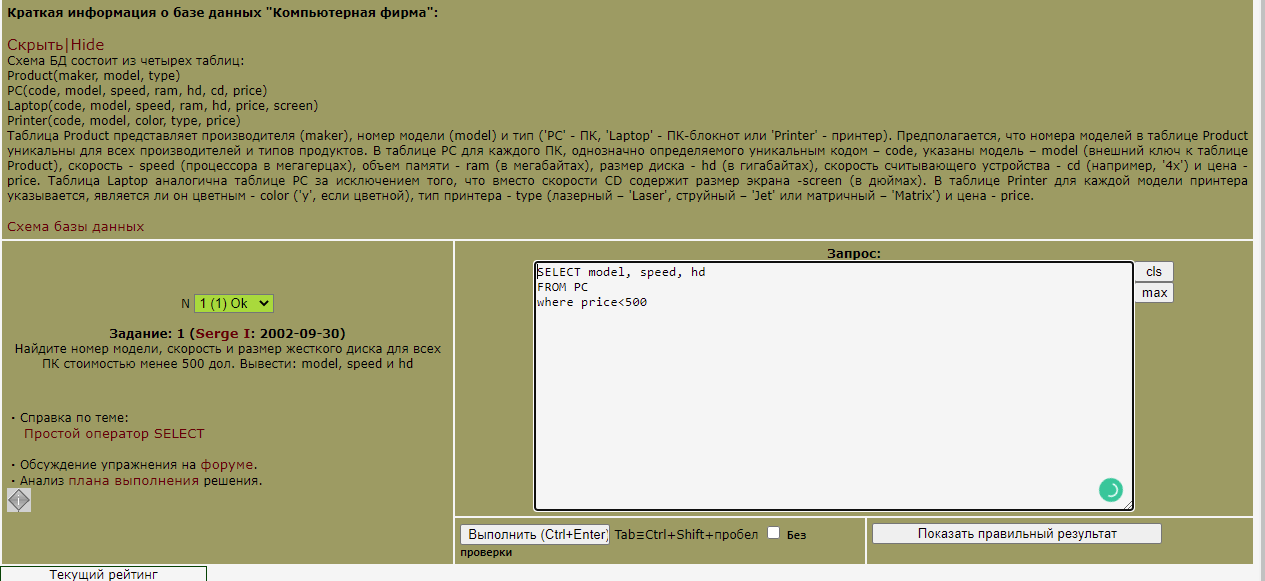 Краткая информация о базе данных "Компьютерная фирма":
Скрыть|Hide
Схема БД состоит из четырех таблиц:
Product(maker, model, type)
PC(code, model, speed, ram, hd, cd, price)
Laptop(code, model, speed, ram, hd, price, screen)
Printer(code, model, color, type, price)
Таблица Product представляет производителя (maker), номер модели (model) и тип ('PC' - ПК, 'Laptop' - ПК-блокнот или 'Printer' - принтер). Предполагается, что номера моделей в таблице Product
уникальны для всех производителей и типов продуктов. В таблице PC для каждого ПК, однозначно определяемого уникальным кодом – code, указаны модель – model (внешний ключ к таблице
Product), скорость - speed (процессора в мегагерцах), объем памяти - ram (в мегабайтах), размер диска - hd (в гигабайтах), скорость считывающего устройства - cd (например, '4x') и цена -
price. Таблица Laptop аналогична таблице РС за исключением того, что вместо скорости CD содержит размер экрана -screen (в дюймах). В таблице Printer для каждой модели принтера
указывается, является ли он цветным - color ('y', если цветной), тип принтера - type (лазерный – 'Laser', струйный – 'Jet' или матричный – 'Matrix') и цена - price.
Схема базы данных
N 1 (1) Ok
Задание: 1 (Serge I: 2002-09-30)
Найдите номер модели, скорость и размер жесткого диска для всех
ПК стоимостью менее 500 дол. Вывести: model, speed и hd
· Справка по теме:
Простой оператор SELECT
· Обсуждение упражнения на форуме.
· Анализ плана выполнения решения.
Запрос:
SELECT model, speed, hd
FROM PC
where price<500
cls
max
Выполнить (Ctrl+Enter) Tab≡Ctrl+Shift+пробел Без
проверки
Показать правильный результат
Текущий рейтинг